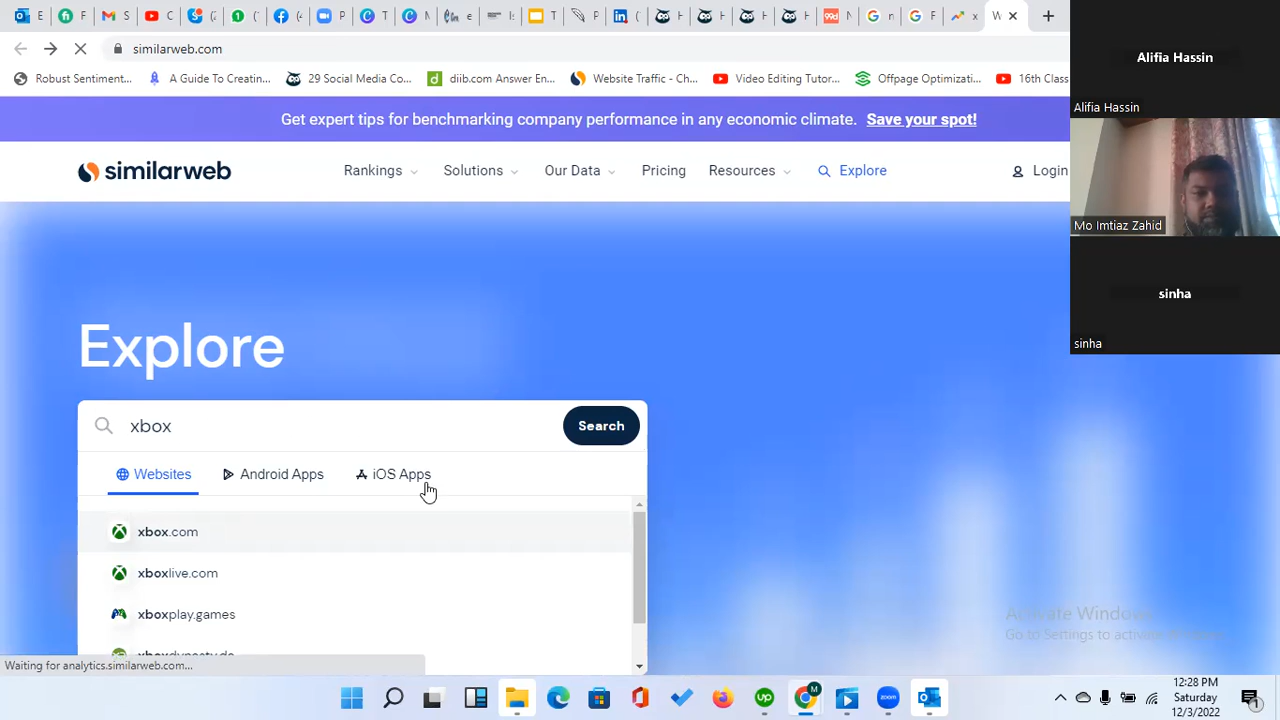 similarweb.com
Robust Sentiment...
A Guide To Creatin...
29 Social Media Co...
diib.com Answer En...
Website Traffic - Ch...
Video Editing Tutor...
Offpage Optimizati...
16th Class
Get expert tips for benchmarking company performance in any economic climate. Save your spot!
similarweb
Rankings
Solutions
Our Data
Pricing
Resources
Explore
Login
Explore
xbox
Search
Websites
Android Apps
iOS Apps
xbox.com
xboxlive.com
xboxplay.games
Waiting for analytics.similarweb.com...
Activate Windows
Go to Settings to activate Windows.
12:28 PM
Saturday
12/3/2022
Alifia Hassin
Alifia Hassin
Mo Imtiaz Zahid
sinha
sinha